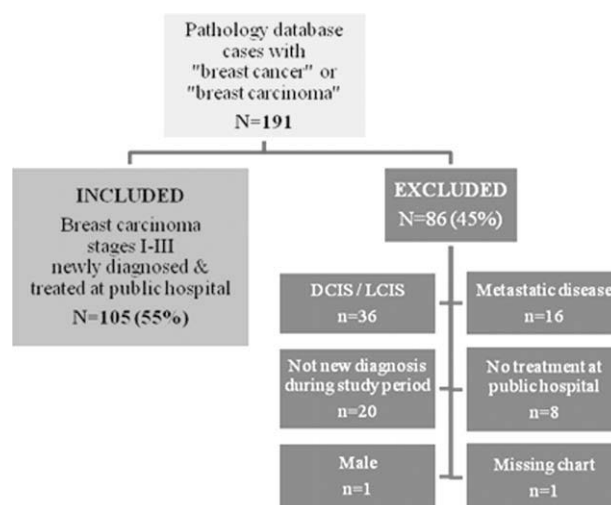 Pathology database
cases with
"breast cancer" or
"breast carcinoma"
N=191
INCLUDED
Breast carcinoma
stages I-III
newly diagnosed &
treated at public hospital
N=105 (55%)
EXCLUDED
N=86 (45%)
DCIS / LCIS
n=36
Metastatic disease
n=16
Not new diagnosis
during study period
n=20
No treatment at
public hospital
n=8
Male
n=1
Missing chart
n=1